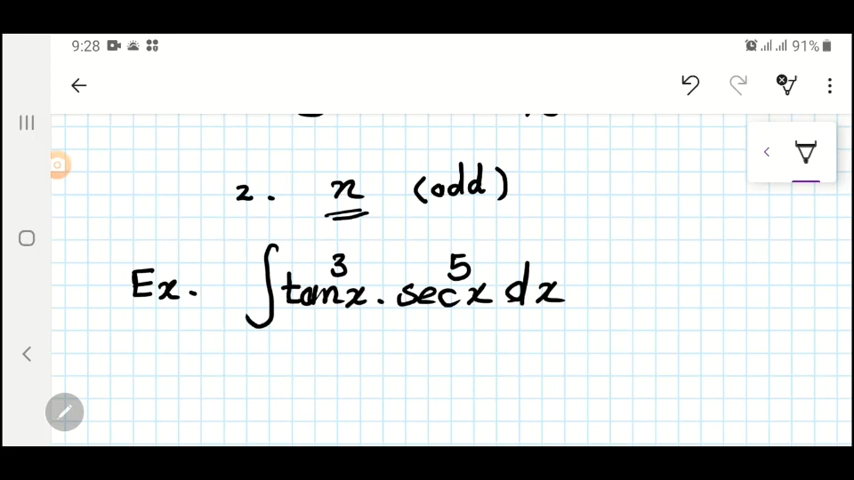 9:28 91%
2. n (odd)
Ex. ∫tan³x . sec⁵x dx